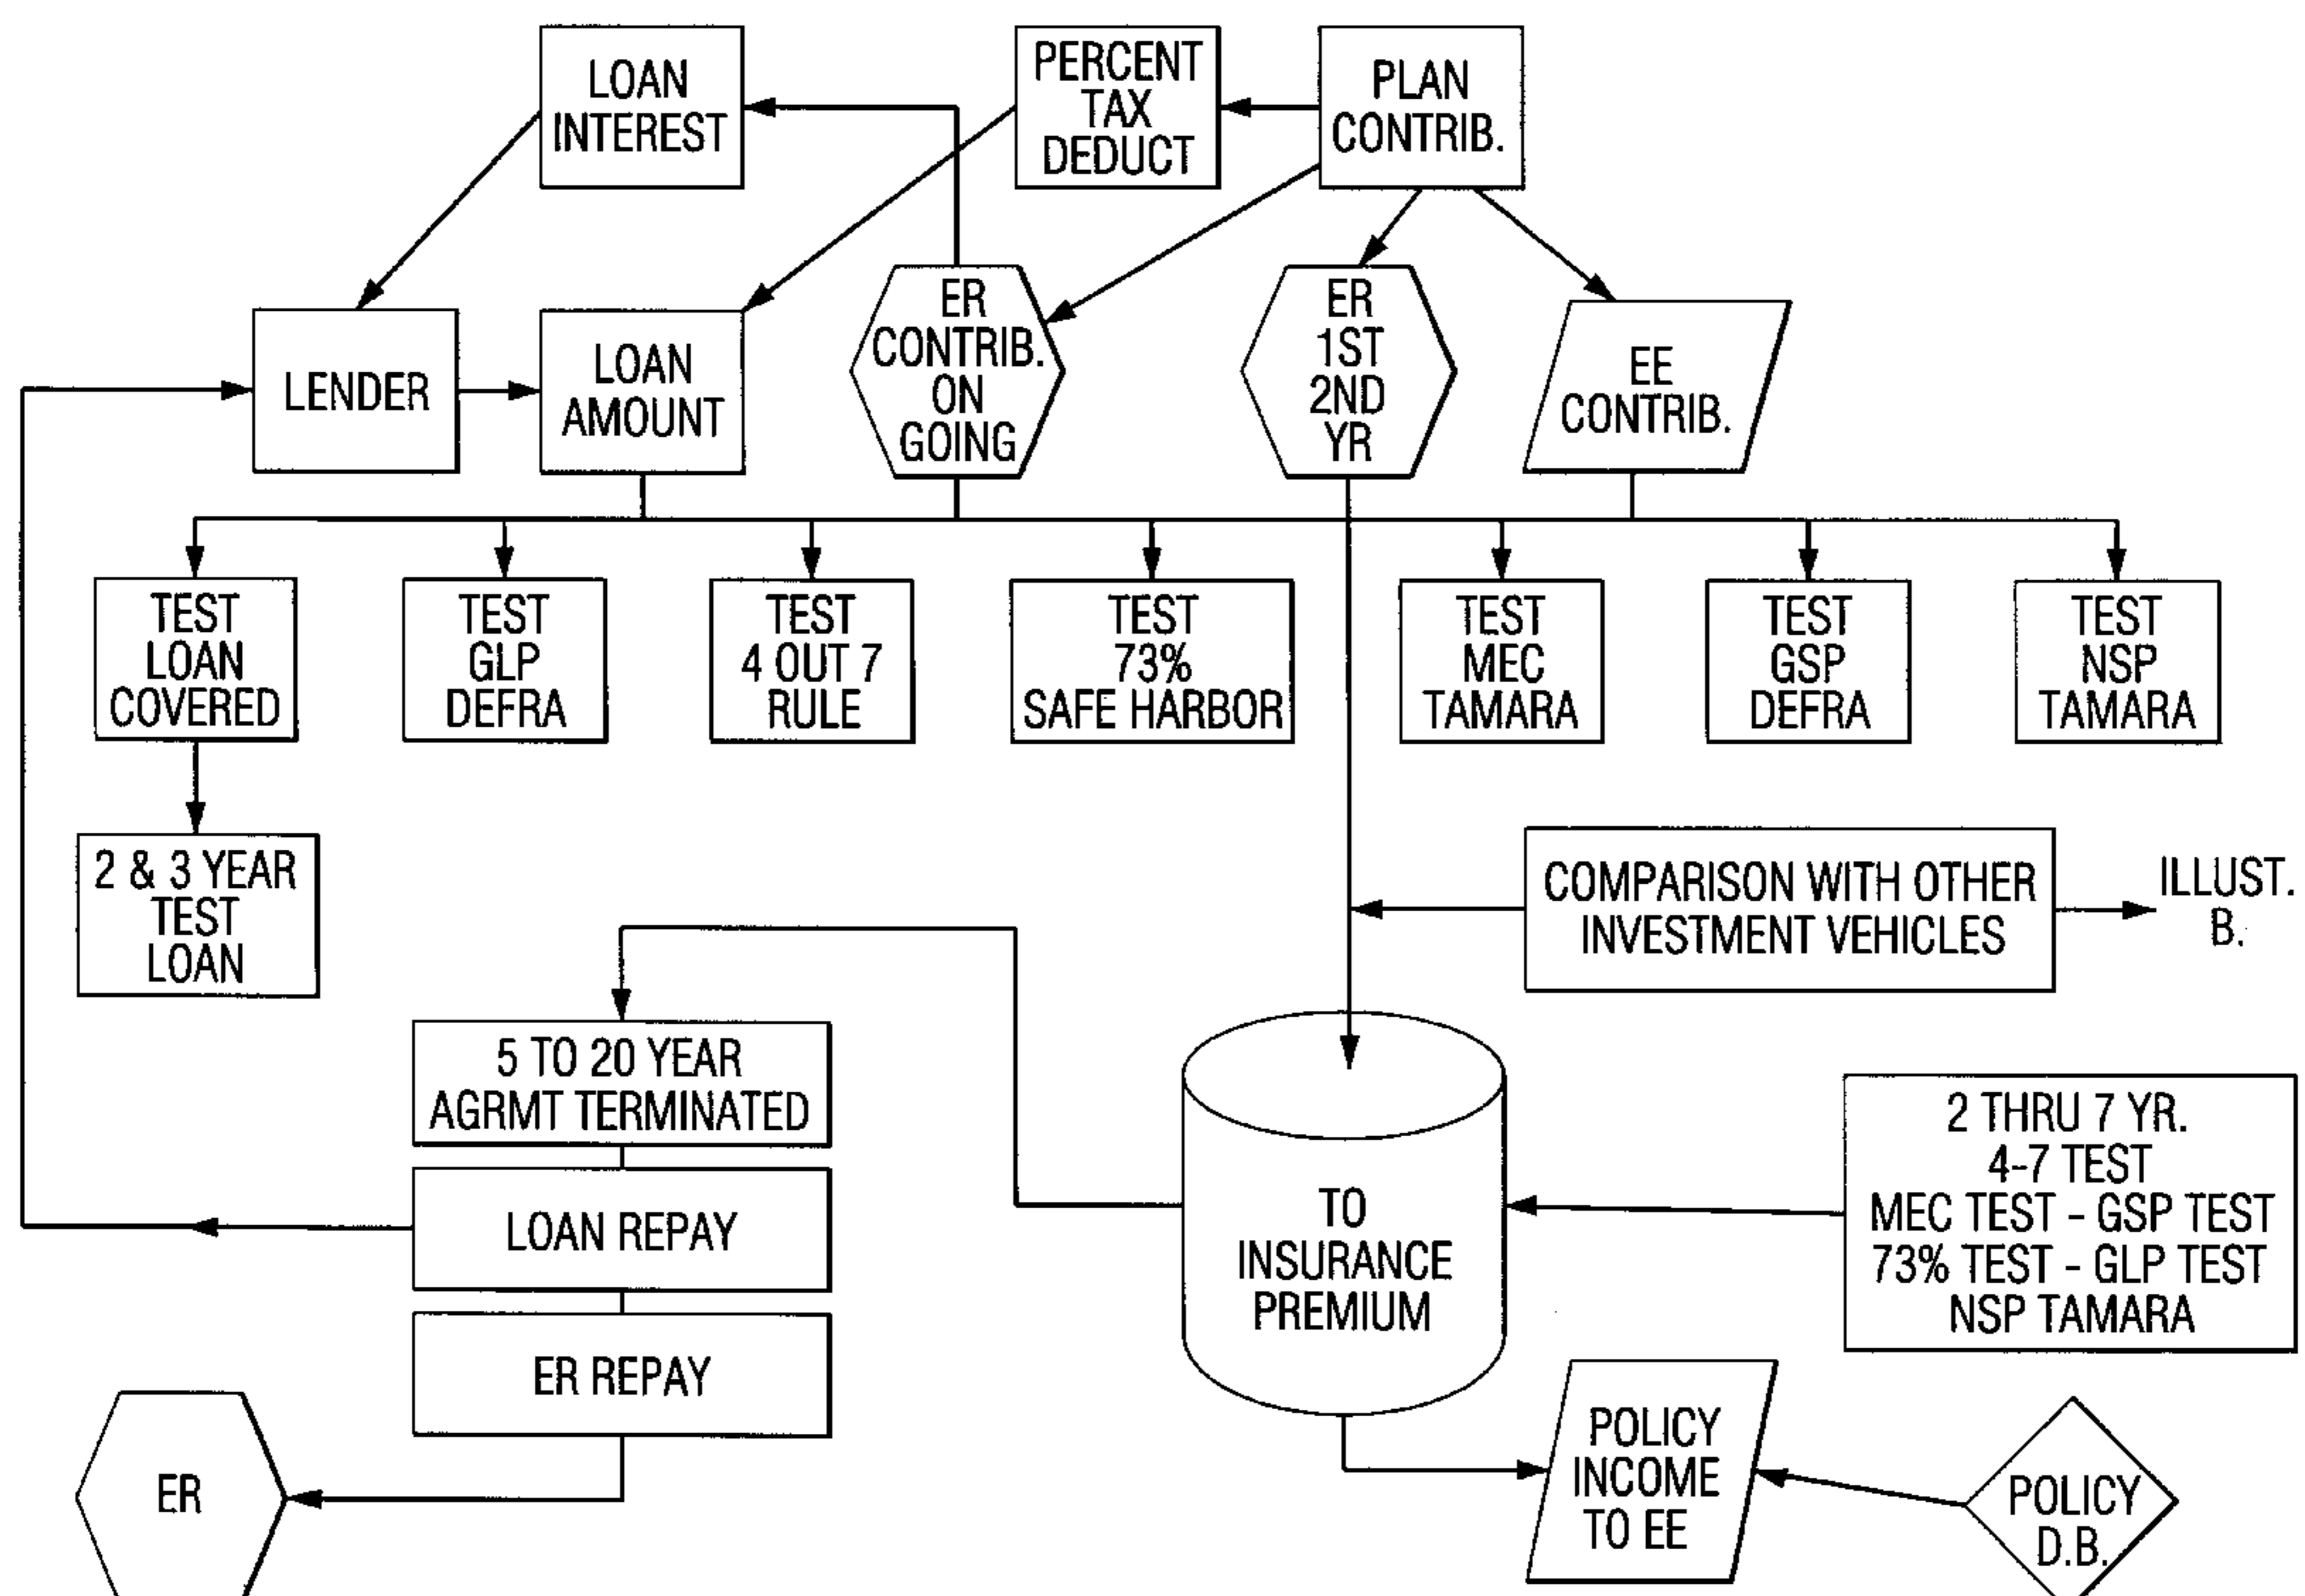 LOAN
INTEREST
PERCENT
TAX
DEDUCT
PLAN
CONTRIB.
LENDER
LOAN
AMOUNT
ER
CONTRIB.
ON
GOING
ER
1ST
2ND
YR
EE
CONTRIB.
TEST
LOAN
COVERED
TEST
GLP
DEFRA
TEST
4 OUT 7
RULE
TEST
73%
SAFE HARBOR
TEST
MEC
TAMARA
TEST
GSP
DEFRA
TEST
NSP
TAMARA
2 & 3 YEAR
TEST
LOAN
COMPARISON WITH OTHER
INVESTMENT VEHICLES
ILLUST.
B.
5 TO 20 YEAR
AGRMT TERMINATED
LOAN REPAY
ER REPAY
ER
TO
INSURANCE
PREMIUM
2 THRU 7 YR.
4-7 TEST
MEC TEST - GSP TEST
73% TEST - GLP TEST
NSP TAMARA
POLICY
INCOME
TO EE
POLICY
D.B.